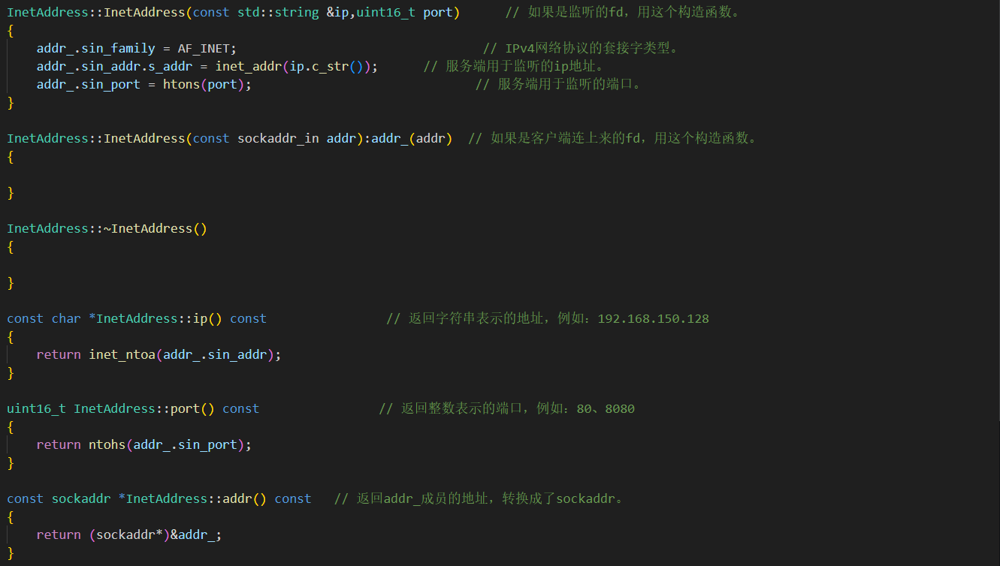 InetAddress::InetAddress(const std::string &ip,uint16_t port)      // 如果是监听的fd，用这个构造函数。
{
    addr_.sin_family = AF_INET;                                 // IPv4网络协议的套接字类型。
    addr_.sin_addr.s_addr = inet_addr(ip.c_str());      // 服务端用于监听的ip地址。
    addr_.sin_port = htons(port);                              // 服务端用于监听的端口。
}
InetAddress::InetAddress(const sockaddr_in addr):addr_(addr)  // 如果是客户端连上来的fd，用这个构造函数。
{
}
InetAddress::~InetAddress()
{
}
const char *InetAddress::ip() const                // 返回字符串表示的地址，例如：192.168.150.128
{
    return inet_ntoa(addr_.sin_addr);
}
uint16_t InetAddress::port() const                // 返回整数表示的端口，例如：80、8080
{
    return ntohs(addr_.sin_port);
}
const sockaddr *InetAddress::addr() const   // 返回addr_成员的地址，转换成了sockaddr。
{
    return (sockaddr*)&addr_;
}